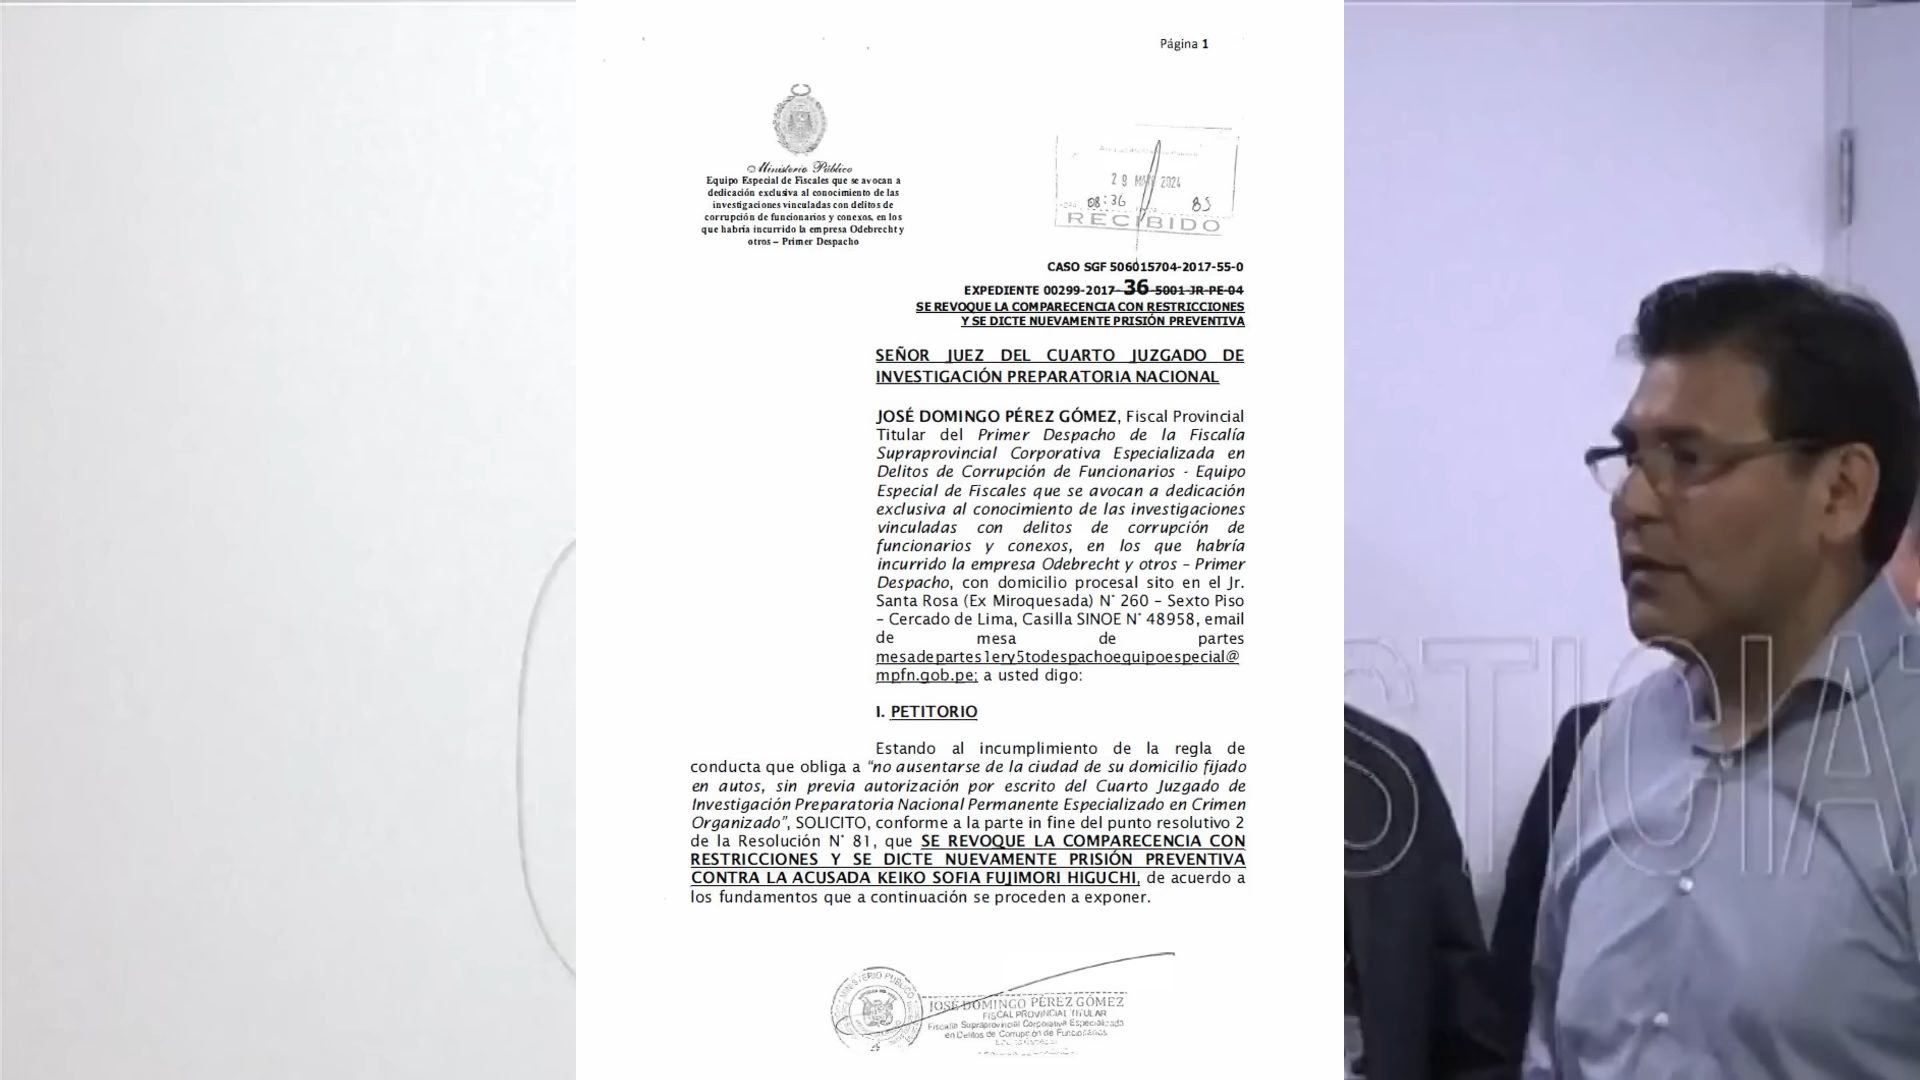 Página 1
Ministerio Público
Equipo Especial de Fiscales que se avocan a
dedicación exclusiva al conocimiento de las
investigaciones vinculadas con delitos de
corrupción de funcionarios y conexos, en los
que habría incurrido la empresa Odebrecht y
otros – Primer Despacho
2024
08:36 85
RECIBIDO
CASO SGF 506015704-2017-55-0
EXPEDIENTE 00299-2017- 36 -5001-JR-PE-04
SE REVOQUE LA COMPARECENCIA CON RESTRICCIONES
Y SE DICTE NUEVAMENTE PRISIÓN PREVENTIVA
SEÑOR JUEZ DEL CUARTO JUZGADO DE
INVESTIGACIÓN PREPARATORIA NACIONAL
JOSÉ DOMINGO PÉREZ GÓMEZ, Fiscal Provincial
Titular del Primer Despacho de la Fiscalía
Supraprovincial Corporativa Especializada en
Delitos de Corrupción de Funcionarios - Equipo
Especial de Fiscales que se avocan a dedicación
exclusiva al conocimiento de las investigaciones
vinculadas con delitos de corrupción de
funcionarios y conexos, en los que habría
incurrido la empresa Odebrecht y otros – Primer
Despacho, con domicilio procesal sito en el Jr.
Santa Rosa (Ex Miroquesada) N° 260 – Sexto Piso
– Cercado de Lima, Casilla SINOE N° 48958, email
de mesa de partes
mesadepartes1ery5todespachoequipoespecial@
mpfn.gob.pe; a usted digo:
I. PETITORIO
Estando al incumplimiento de la regla de
conducta que obliga a “no ausentarse de la ciudad de su domicilio fijado
en autos, sin previa autorización por escrito del Cuarto Juzgado de
Investigación Preparatoria Nacional Permanente Especializado en Crimen
Organizado”, SOLICITO, conforme a la parte in fine del punto resolutivo 2
de la Resolución N° 81, que SE REVOQUE LA COMPARECENCIA CON
RESTRICCIONES Y SE DICTE NUEVAMENTE PRISIÓN PREVENTIVA
CONTRA LA ACUSADA KEIKO SOFIA FUJIMORI HIGUCHI, de acuerdo a
los fundamentos que a continuación se proceden a exponer.
MINISTERIO PUBLICO
JOSÉ DOMINGO PÉREZ GÓMEZ
FISCAL PROVINCIAL TITULAR
Fiscalía Supraprovincial Corporativa Especializada
en Delitos de Corrupción de Funcionarios
STICIA